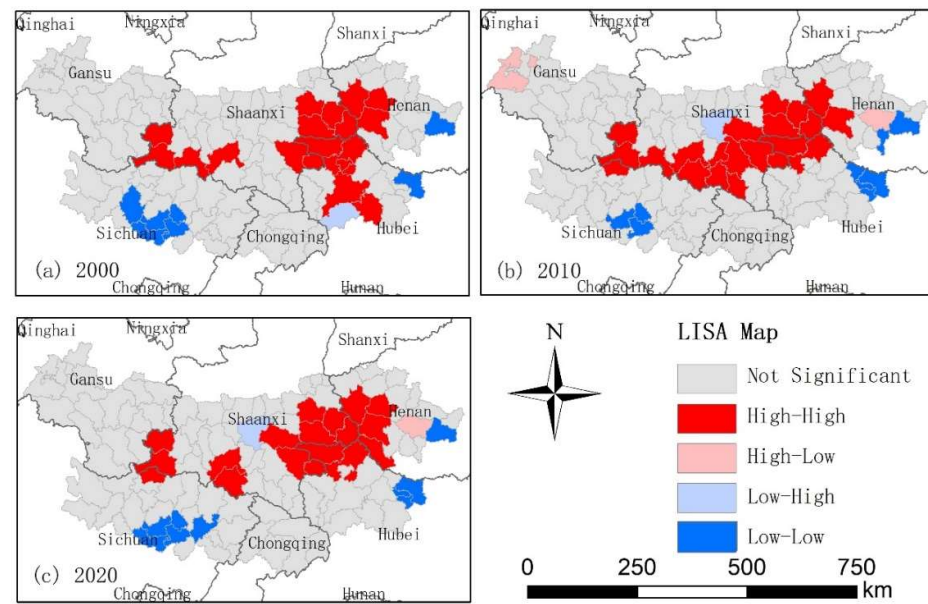 Qinghai
Ningxia
Shanxi
Gansu
Shaanxi
Henan
Sichuan
Chongqing
Hubei
(a) 2000
Chongqing
Hunan
Qinghai
Ningxia
Shanxi
Gansu
Shaanxi
Henan
Sichuan
Chongqing
Hubei
(b) 2010
Chongqing
Hunan
Qinghai
Ningxia
Shanxi
Gansu
Shaanxi
Henan
Sichuan
Chongqing
Hubei
(c) 2020
Chongqing
Hunan
N
LISA Map
Not Significant
High-High
High-Low
Low-High
Low-Low
0 250 500 750
km